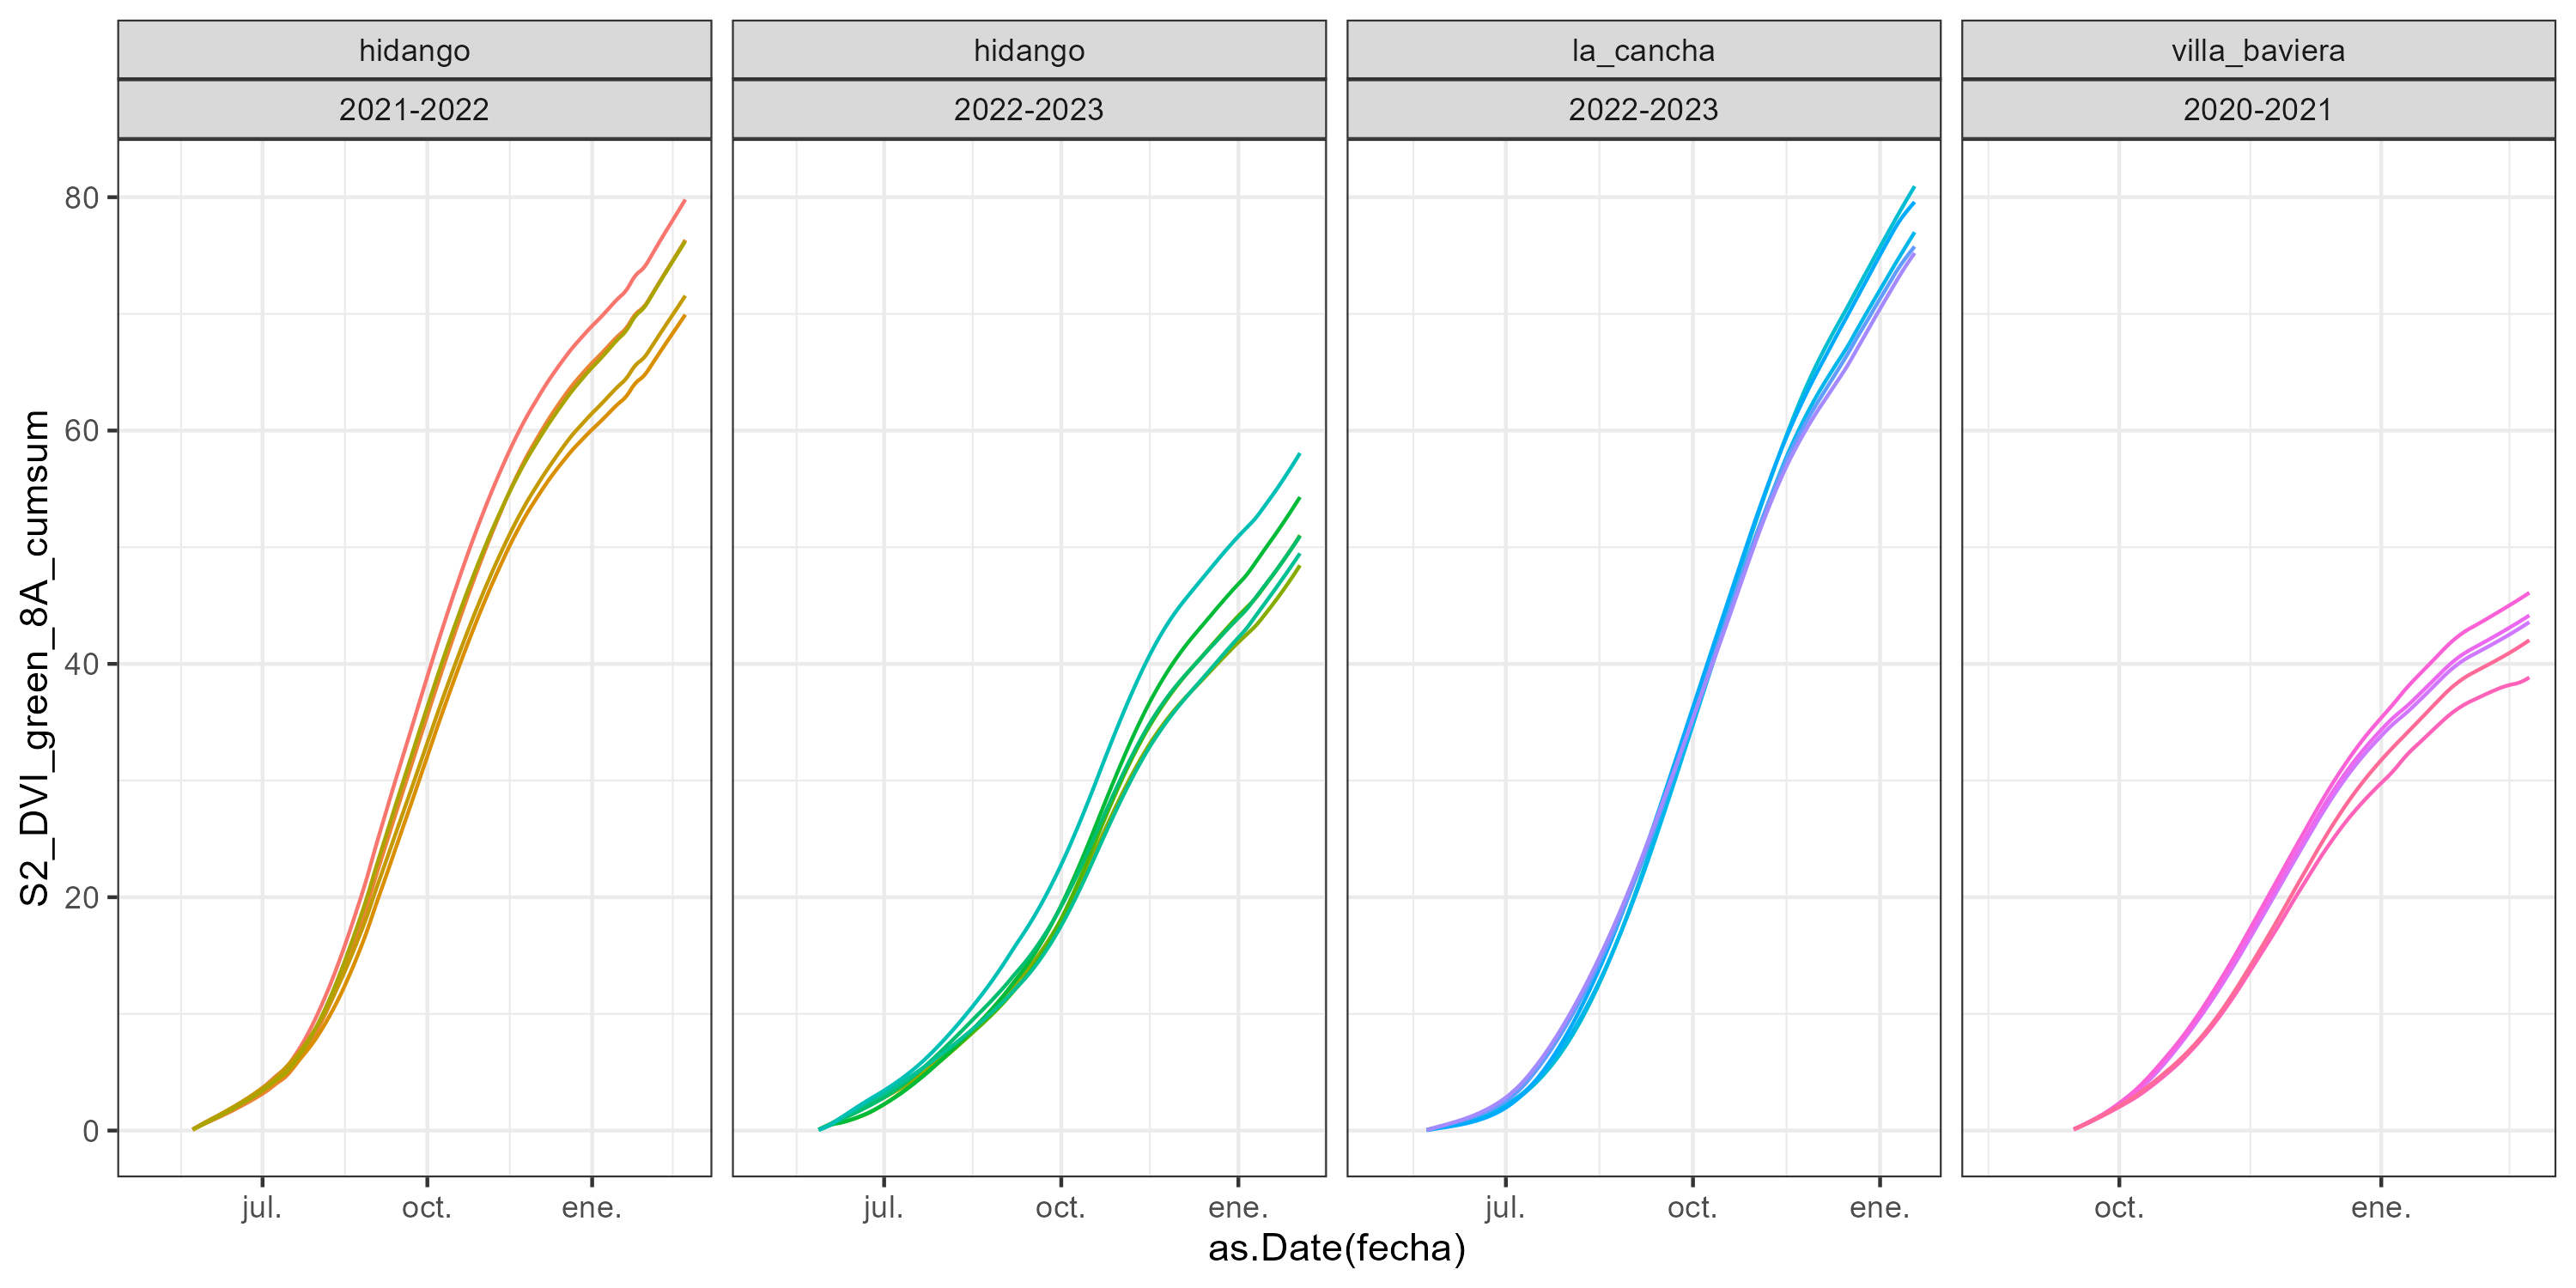 hidango
hidango
la_cancha
villa_baviera
2021-2022
2022-2023
2022-2023
2020-2021
S2_DVI_green_8A_cumsum
80
60
40
20
0
jul.
oct.
ene.
jul.
oct.
ene.
jul.
oct.
ene.
oct.
ene.
as.Date(fecha)